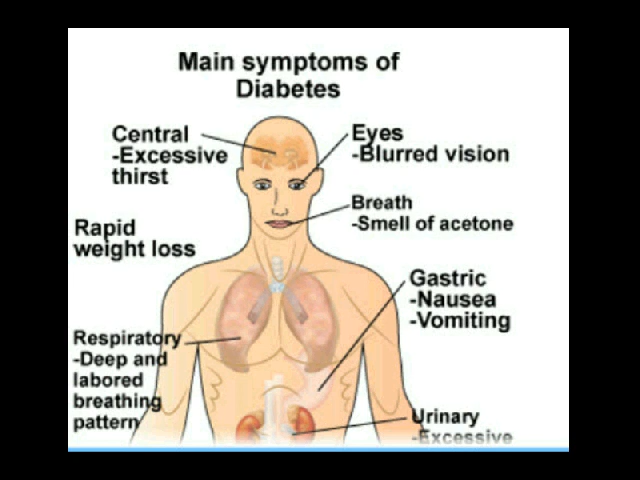 Main symptoms of
Diabetes
Central
-Excessive
thirst
Eyes
-Blurred vision
Breath
-Smell of acetone
Rapid
weight loss
Gastric
-Nausea
-Vomiting
Respiratory
-Deep and
labored
breathing
pattern
Urinary
-Excessive